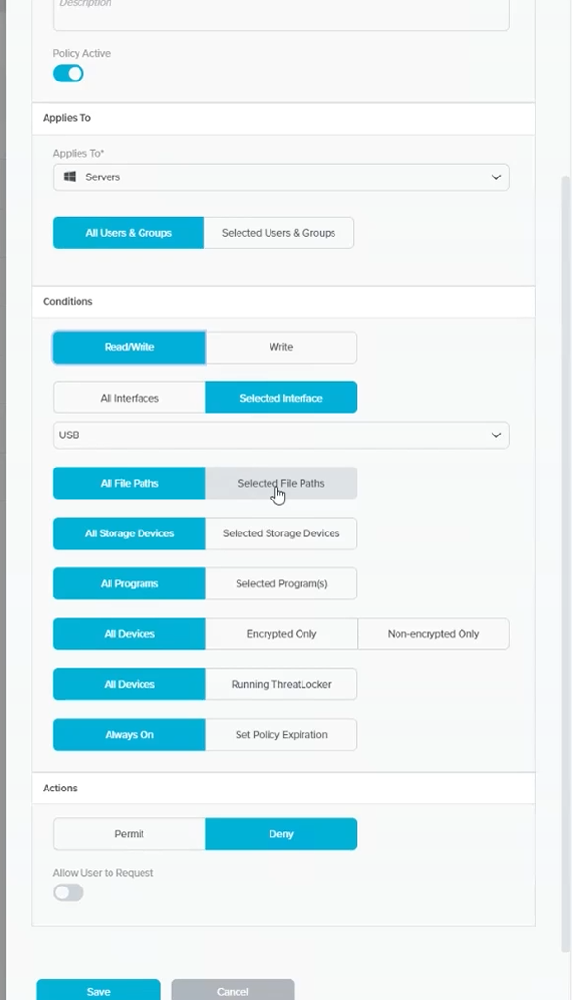 Description
Policy Active
Applies To
Applies To*
Servers
All Users & Groups Selected Users & Groups
Conditions
Read/Write Write
All Interfaces Selected Interface
USB
All File Paths Selected File Paths
All Storage Devices Selected Storage Devices
All Programs Selected Program(s)
All Devices Encrypted Only Non-encrypted Only
All Devices Running ThreatLocker
Always On Set Policy Expiration
Actions
Permit Deny
Allow User to Request
Save Cancel